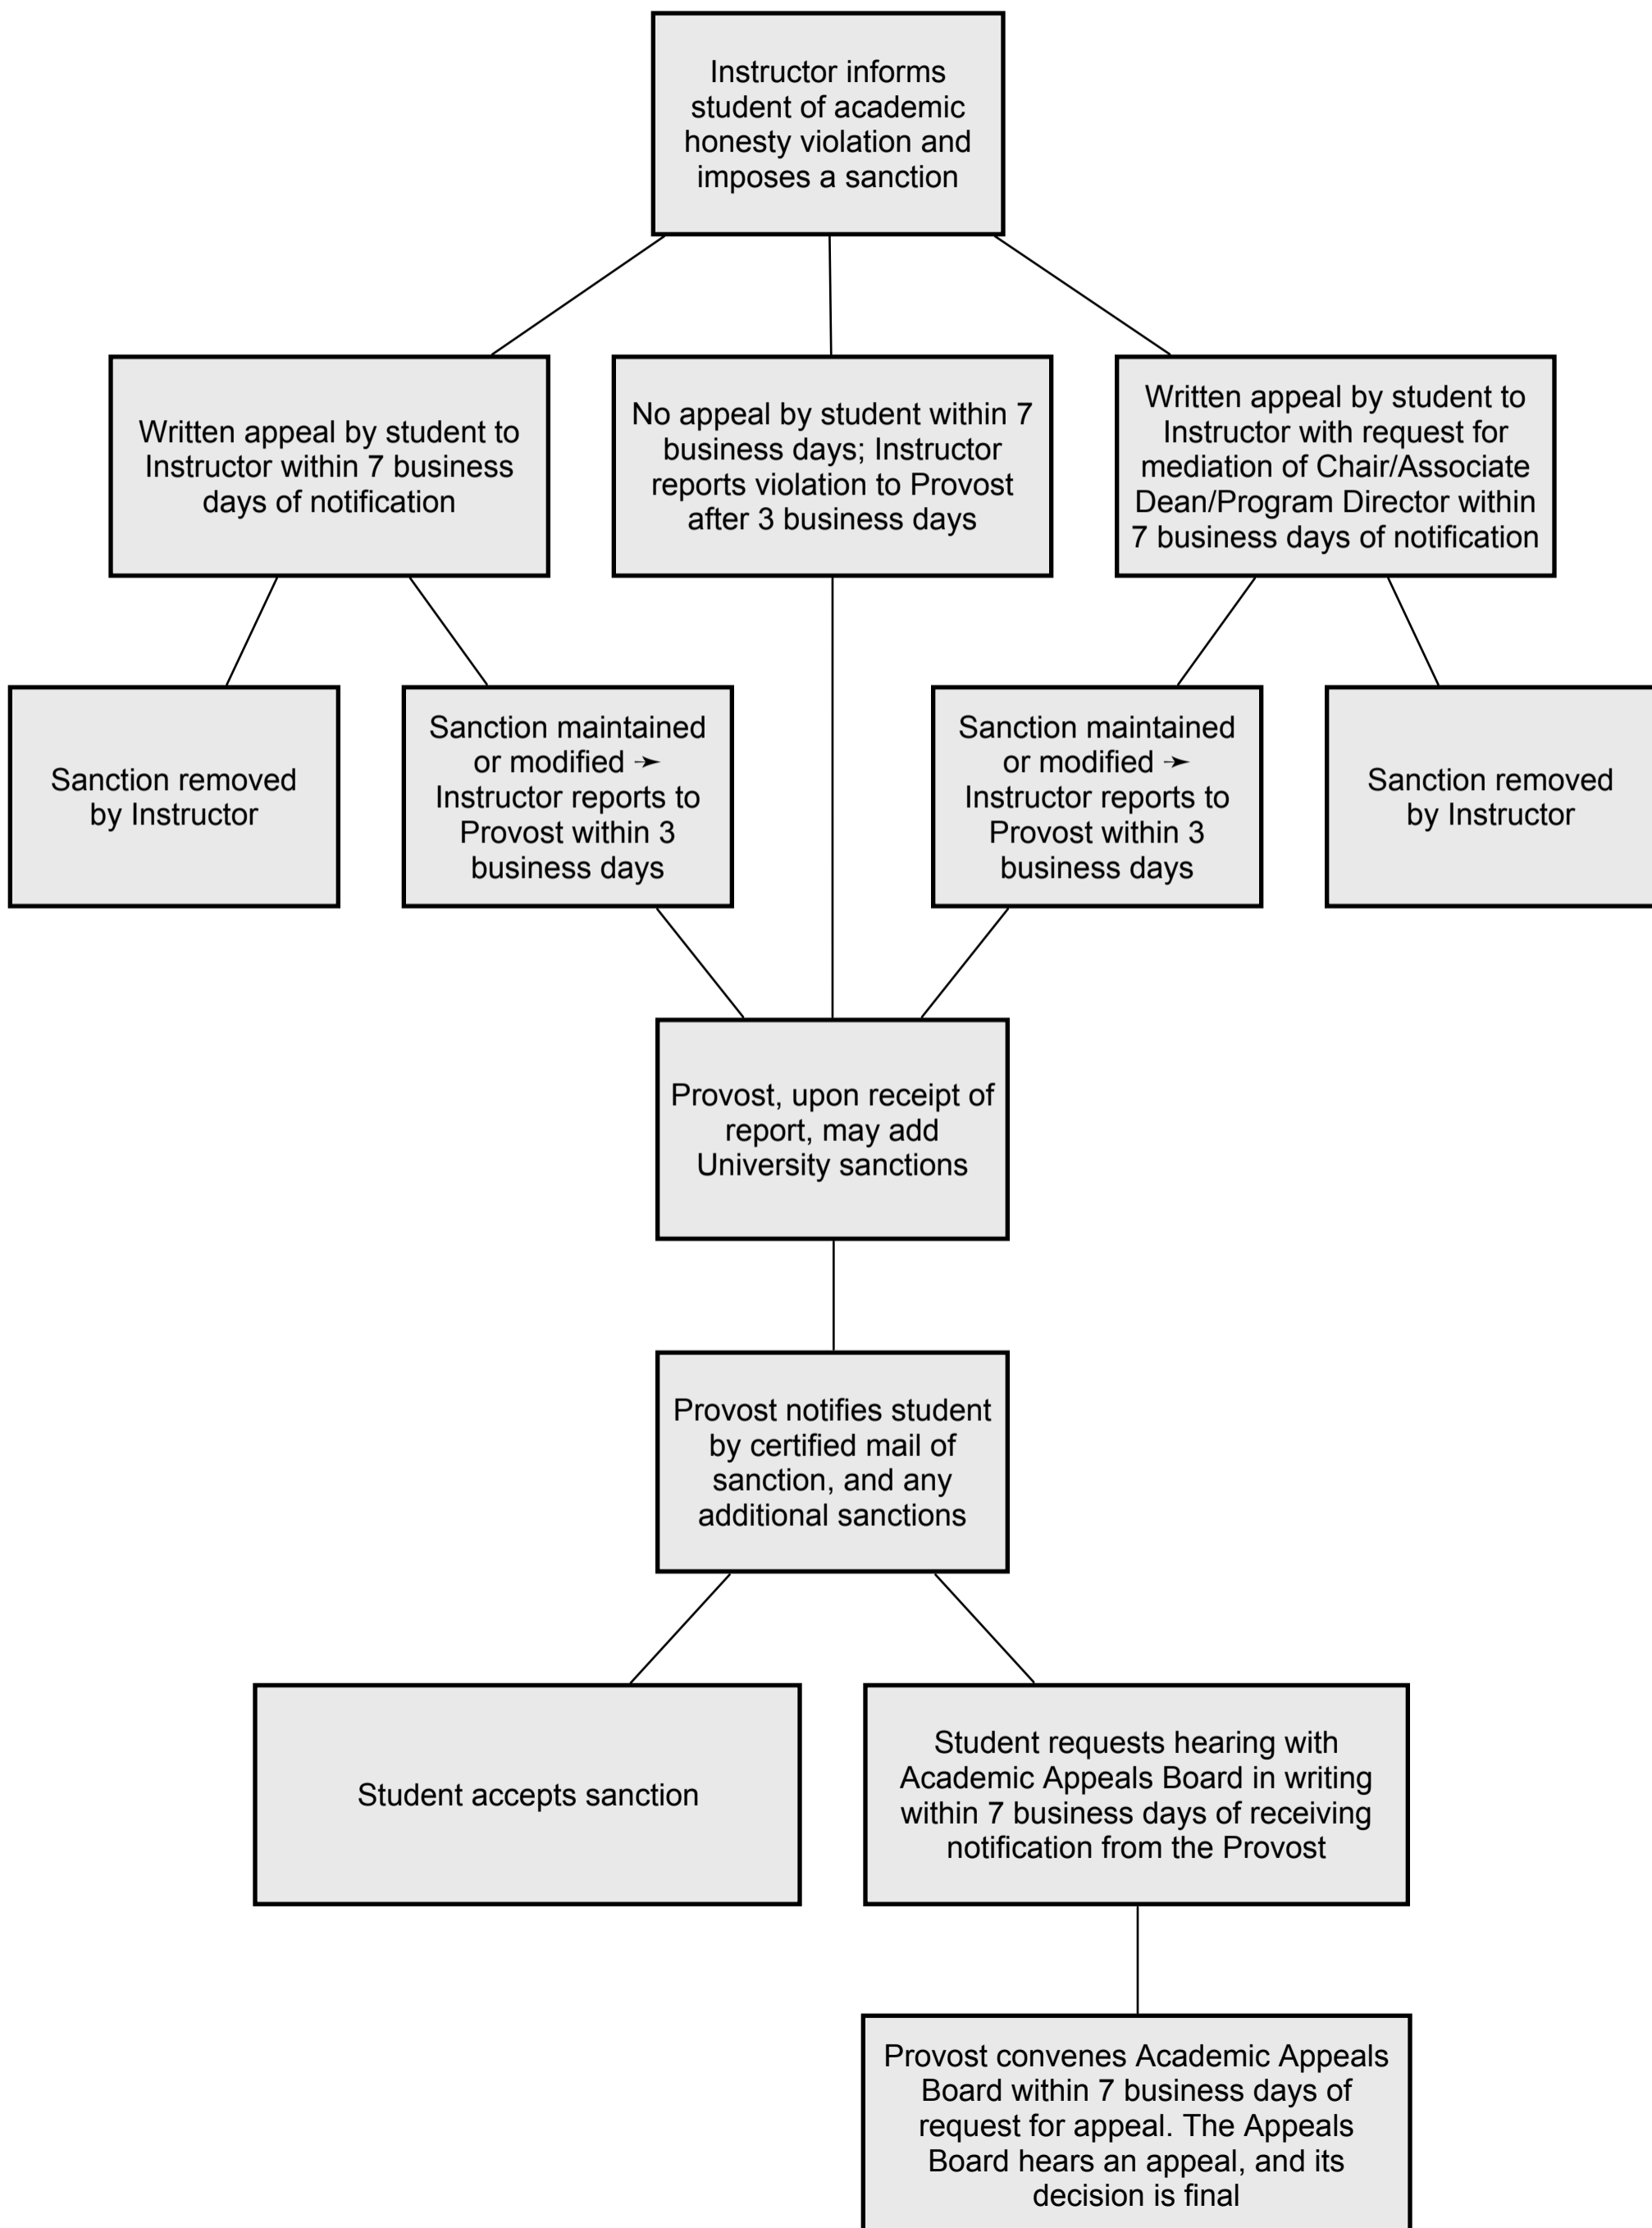 Instructor informs
student of academic
honesty violation and
imposes a sanction
Written appeal by student to
Instructor within 7 business
days of notification
No appeal by student within 7
business days; Instructor
reports violation to Provost
after 3 business days
Written appeal by student to
Instructor with request for
mediation of Chair/Associate
Dean/Program Director within
7 business days of notification
Sanction removed
by Instructor
Sanction maintained
or modified ➛
Instructor reports to
Provost within 3
business days
Sanction maintained
or modified ➛
Instructor reports to
Provost within 3
business days
Sanction removed
by Instructor
Provost, upon receipt of
report, may add
University sanctions
Provost notifies student
by certified mail of
sanction, and any
additional sanctions
Student accepts sanction
Student requests hearing with
Academic Appeals Board in writing
within 7 business days of receiving
notification from the Provost
Provost convenes Academic Appeals
Board within 7 business days of
request for appeal. The Appeals
Board hears an appeal, and its
decision is final